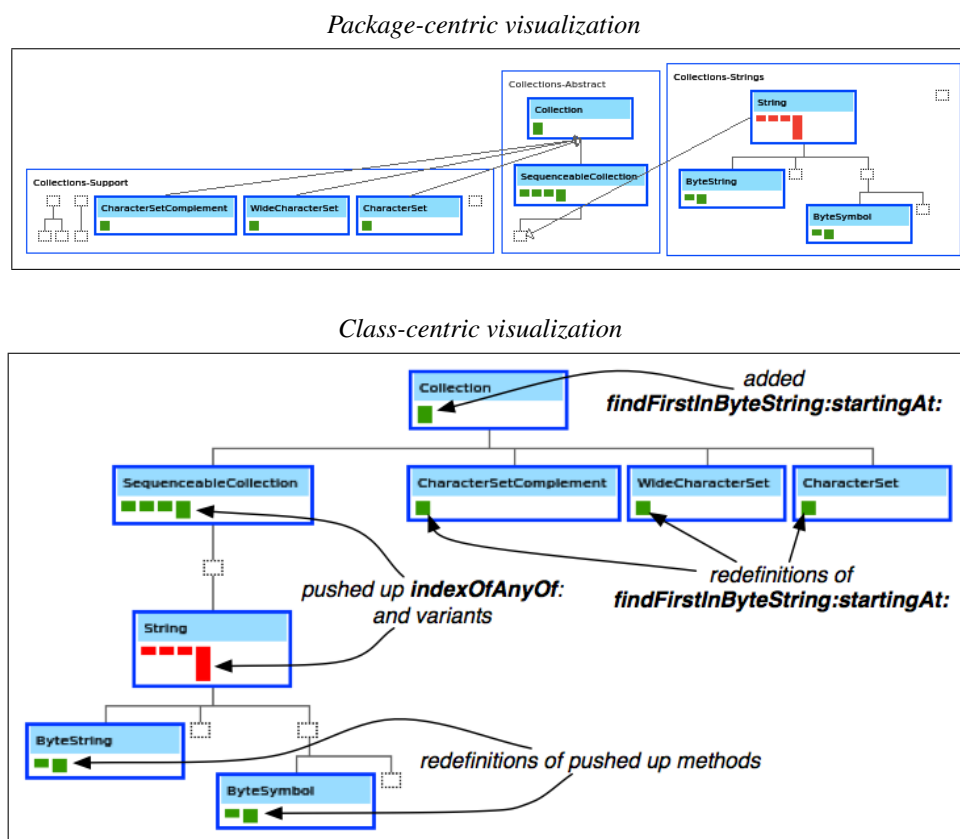 Package-centric visualization
Collections-Abstract
Collections-Strings
Collection
String
Collections-Support
SequenceableCollection
ByteString
CharacterSetComplement
WideCharacterSet
CharacterSet
ByteSymbol
Class-centric visualization
Collection
added
findFirstInByteString:startingAt:
SequenceableCollection
CharacterSetComplement
WideCharacterSet
CharacterSet
pushed up indexOfAnyOf:
and variants
redefinitions of
findFirstInByteString:startingAt:
String
ByteString
redefinitions of pushed up methods
ByteSymbol